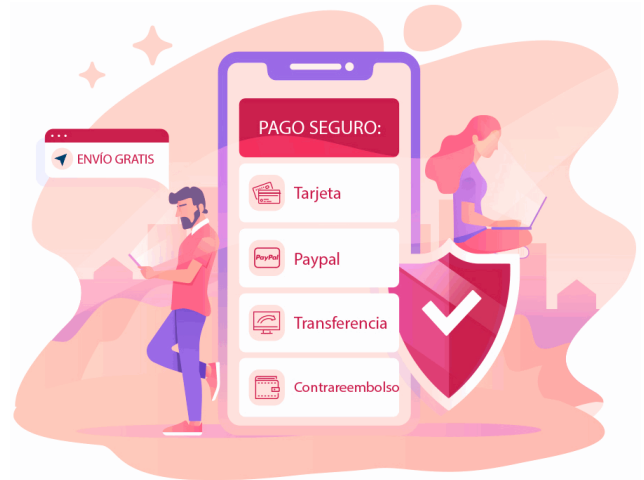 PAGO SEGURO:
ENVÍO GRATIS
Tarjeta
PayPal
Paypal
Transferencia
Contrareembolso